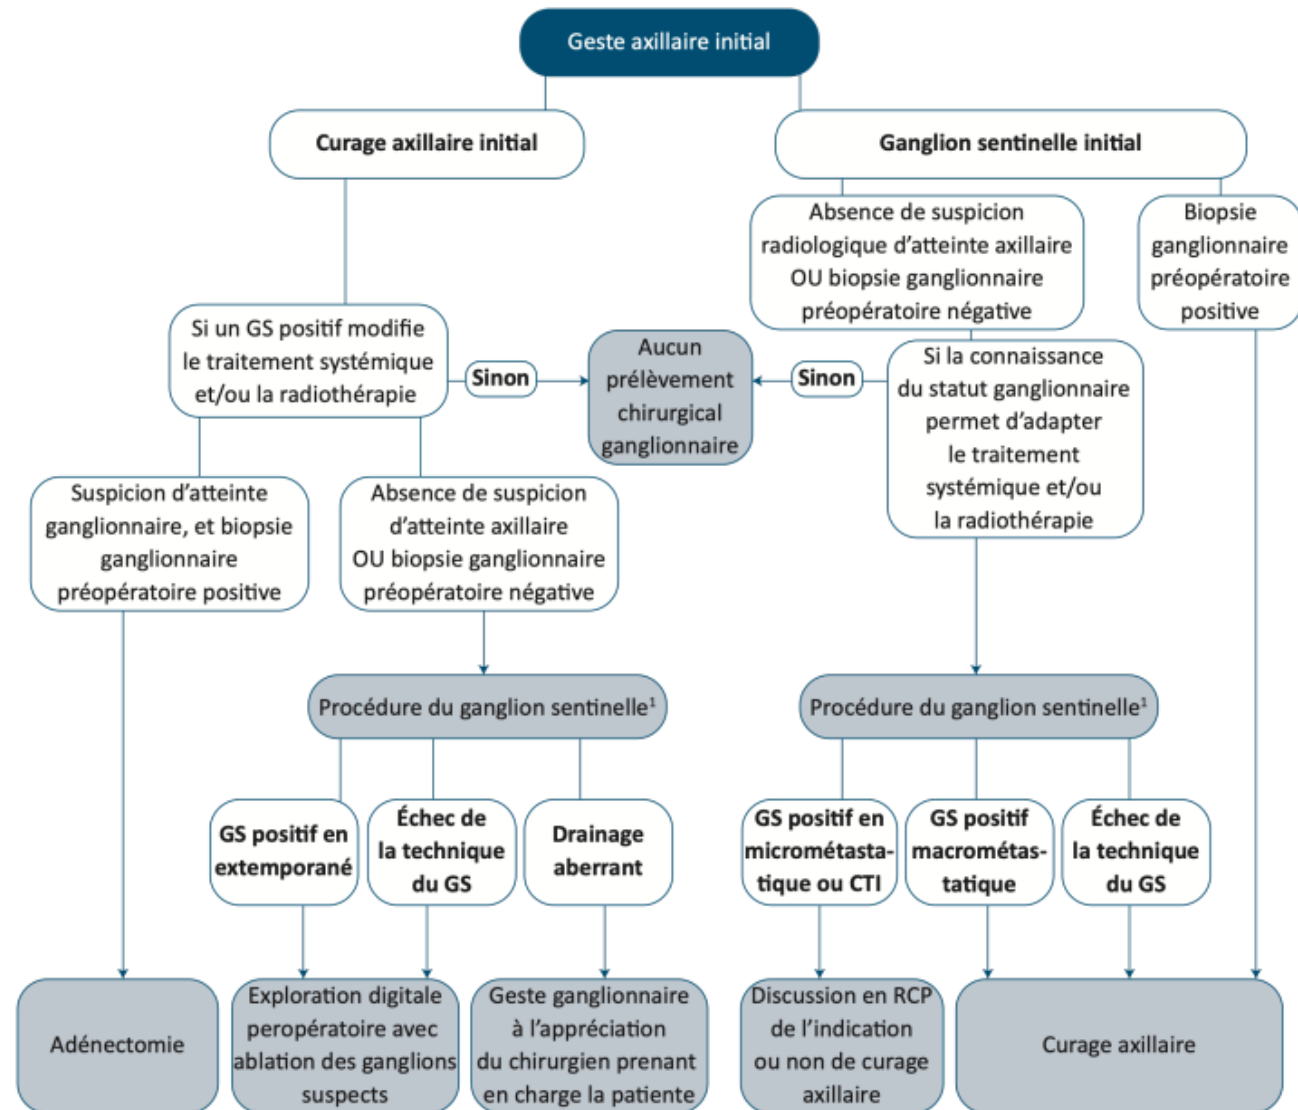 Geste axillaire initial
Curage axillaire initial
Ganglion sentinelle initial
Absence de suspicion
radiologique d’atteinte axillaire
OU biopsie ganglionnaire
préopératoire négative
Biopsie
ganglionnaire
préopératoire
positive
Si un GS positif modifie
le traitement systémique
et/ou la radiothérapie
Sinon
Aucun
prélèvement
chirurgical
ganglionnaire
Sinon
Si la connaissance
du statut ganglionnaire
permet d’adapter
le traitement
systémique et/ou
la radiothérapie
Suspicion d’atteinte
ganglionnaire, et biopsie
ganglionnaire
préopératoire positive
Absence de suspicion
d’atteinte axillaire
OU biopsie ganglionnaire
préopératoire négative
Procédure du ganglion sentinelle¹
Procédure du ganglion sentinelle¹
GS positif en
extemporané
Échec de
la technique
du GS
Drainage
aberrant
GS positif en
micrométasta-
tique ou CTI
GS positif
macrométas-
tatique
Échec de
la technique
du GS
Adénectomie
Exploration digitale
peropératoire avec
ablation des ganglions
suspects
Geste ganglionnaire
à l’appréciation
du chirurgien prenant
en charge la patiente
Discussion en RCP
de l’indication
ou non de curage
axillaire
Curage axillaire